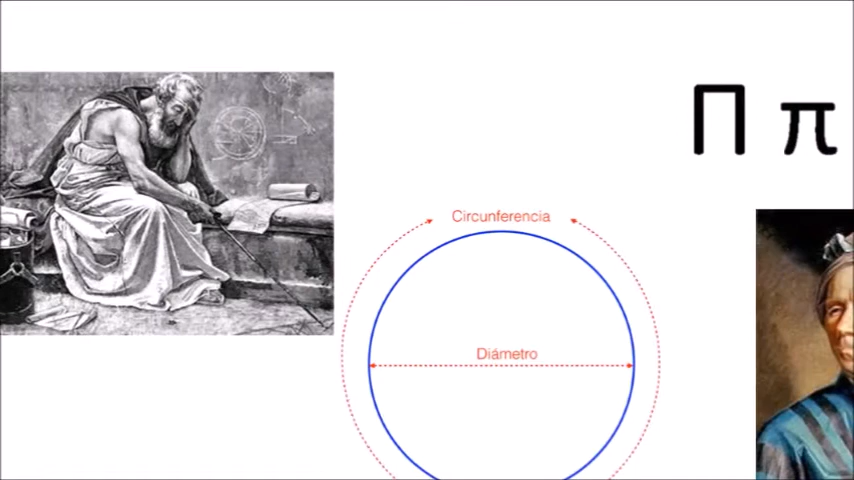 Π π
Circunferencia
Diámetro